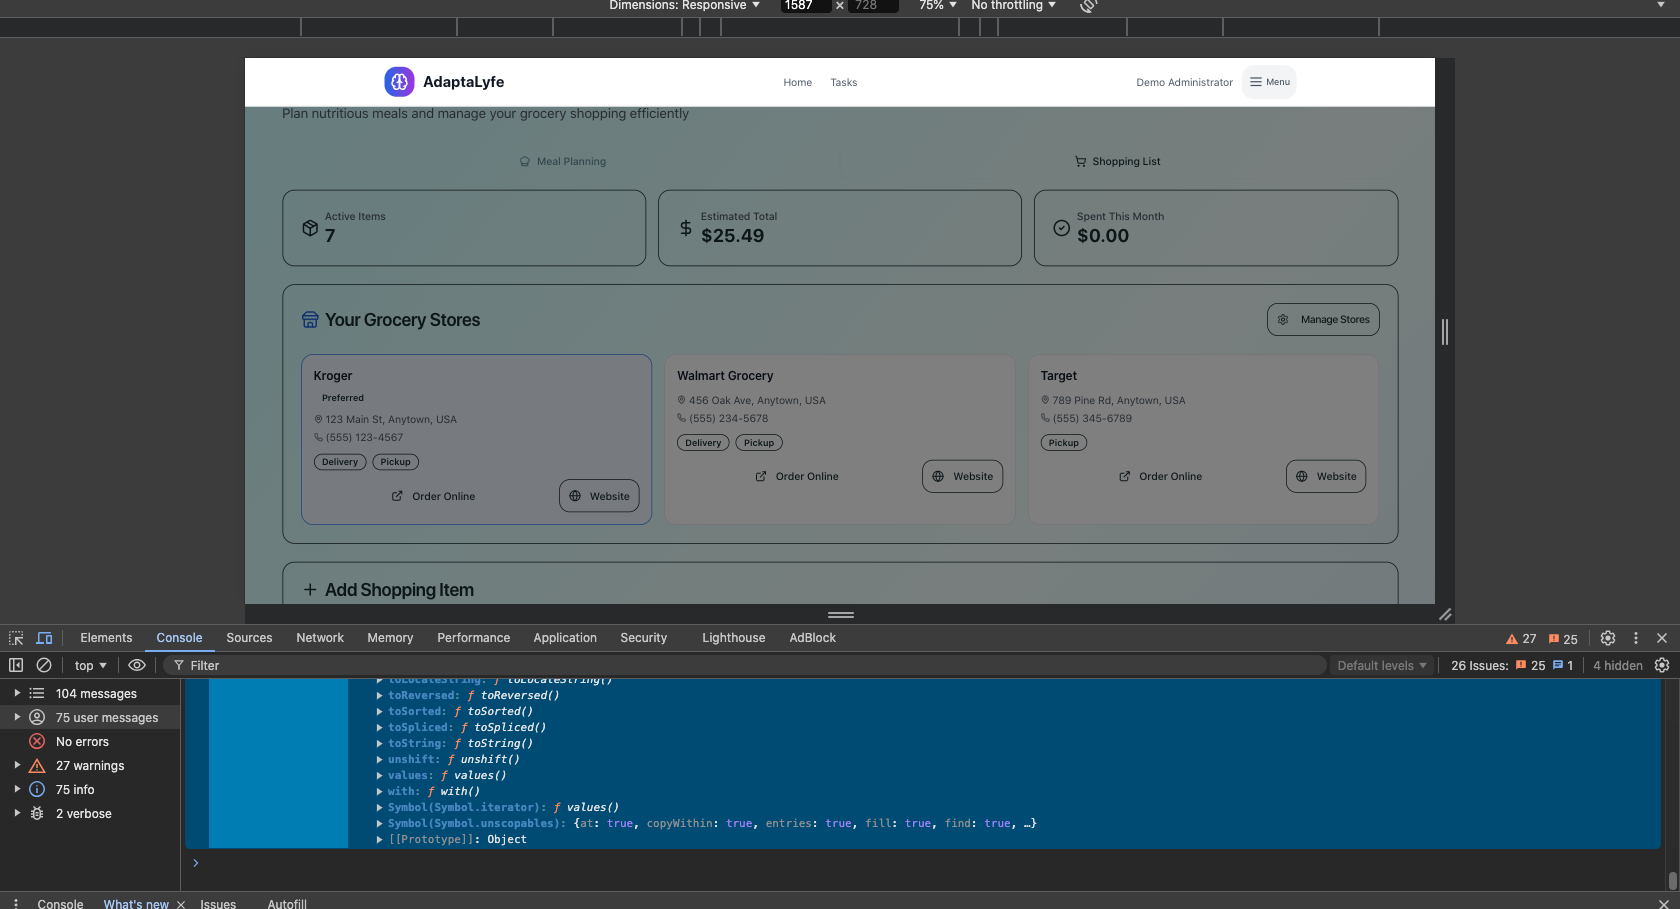 Dimensions: Responsive 1587 × 728 75% No throttling
AdaptaLyfe Home Tasks Demo Administrator Menu
Plan nutritious meals and manage your grocery shopping efficiently
Meal Planning Shopping List
Active Items
7
Estimated Total
$25.49
Spent This Month
$0.00
Your Grocery Stores Manage Stores
Kroger
Preferred
123 Main St, Anytown, USA
(555) 123-4567
Delivery Pickup
Order Online Website
Walmart Grocery
456 Oak Ave, Anytown, USA
(555) 234-5678
Delivery Pickup
Order Online Website
Target
789 Pine Rd, Anytown, USA
(555) 345-6789
Pickup
Order Online Website
+ Add Shopping Item
Elements Console Sources Network Memory Performance Application Security Lighthouse AdBlock 27 25
top Filter Default levels 26 Issues: 25 1 4 hidden
104 messages
75 user messages
No errors
27 warnings
75 info
2 verbose
toLocaleString: ƒ toLocaleString()
toReversed: ƒ toReversed()
toSorted: ƒ toSorted()
toSpliced: ƒ toSpliced()
toString: ƒ toString()
unshift: ƒ unshift()
values: ƒ values()
with: ƒ with()
Symbol(Symbol.iterator): ƒ values()
Symbol(Symbol.unscopables): {at: true, copyWithin: true, entries: true, fill: true, find: true, …}
[[Prototype]]: Object
Console What's new Issues Autofill